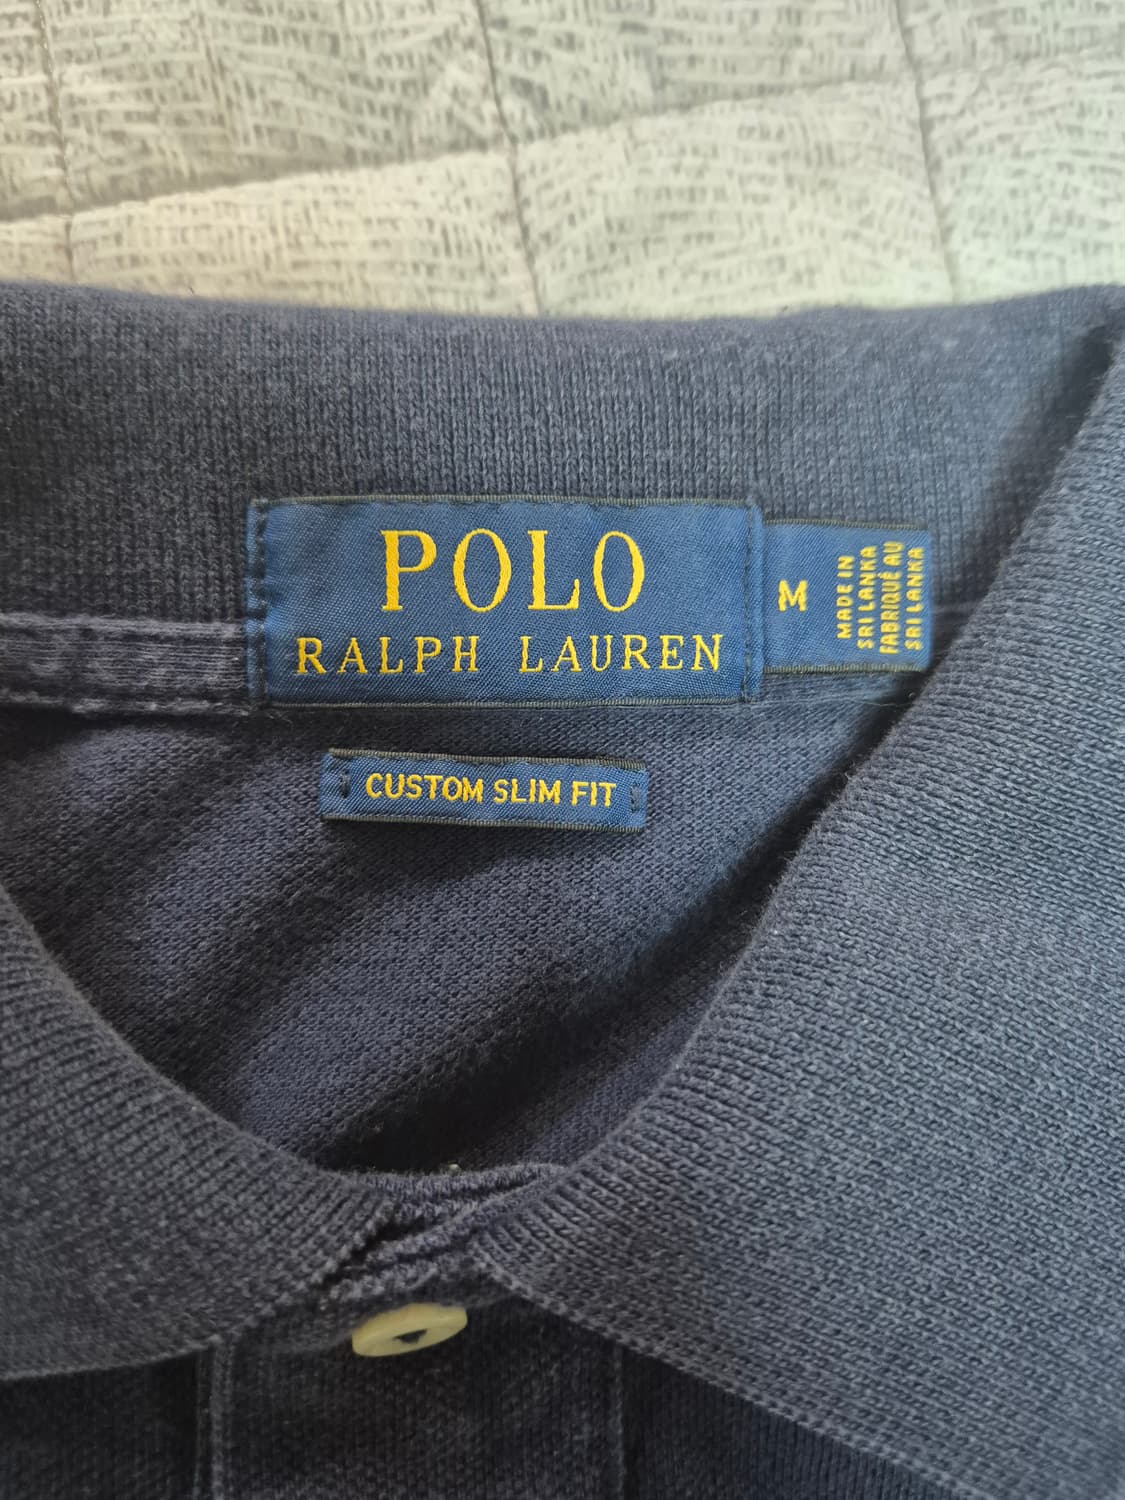 POLO
RALPH LAUREN
M
MADE IN
SRI LANKA
FABRIQUÉ AU
SRI LANKA
CUSTOM SLIM FIT